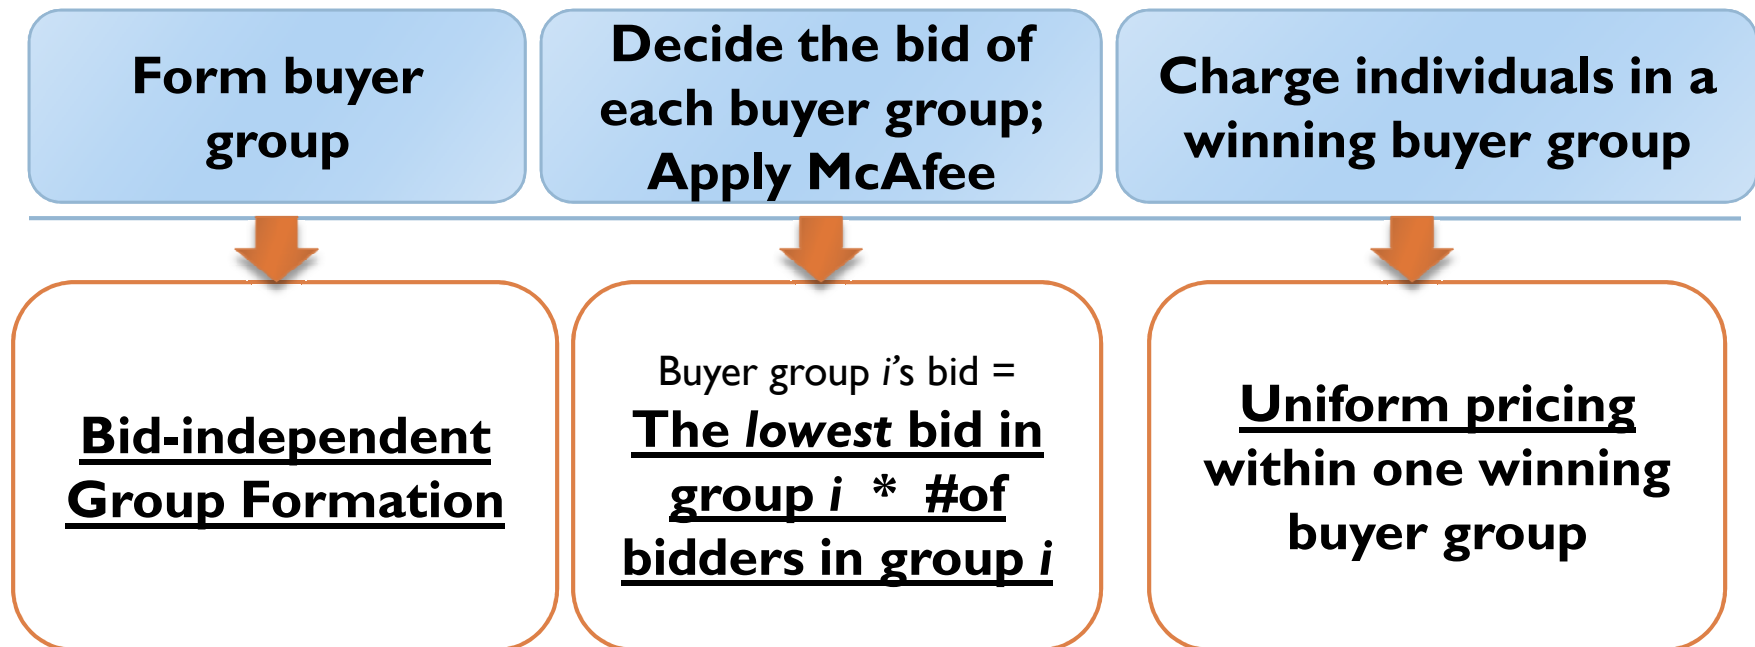 Form buyer
group
Decide the bid of
each buyer group;
Apply McAfee
Charge individuals in a
winning buyer group
Bid-independent
Group Formation
Buyer group i’s bid =
The lowest bid in
group i * #of
bidders in group i
Uniform pricing
within one winning
buyer group